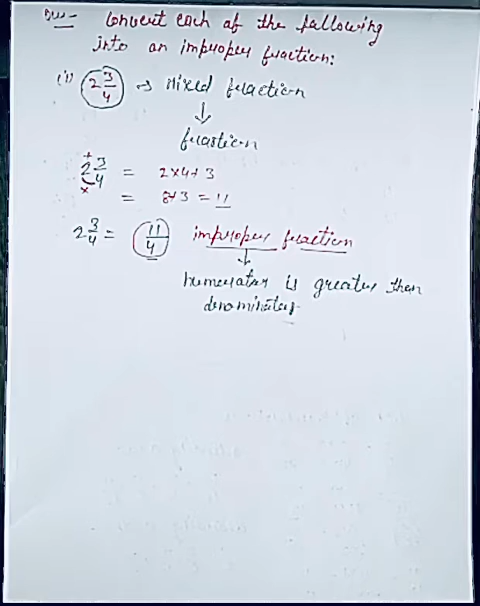 Que:- Convert each of the following
into an improper fraction:
(i) 2 3/4 → Mixed fraction
↓
fraction
2 3/4 = 2×4+3
= 8+3 = 11
2 3/4 = 11/4 improper fraction
↓
numerator is greater then
denominator